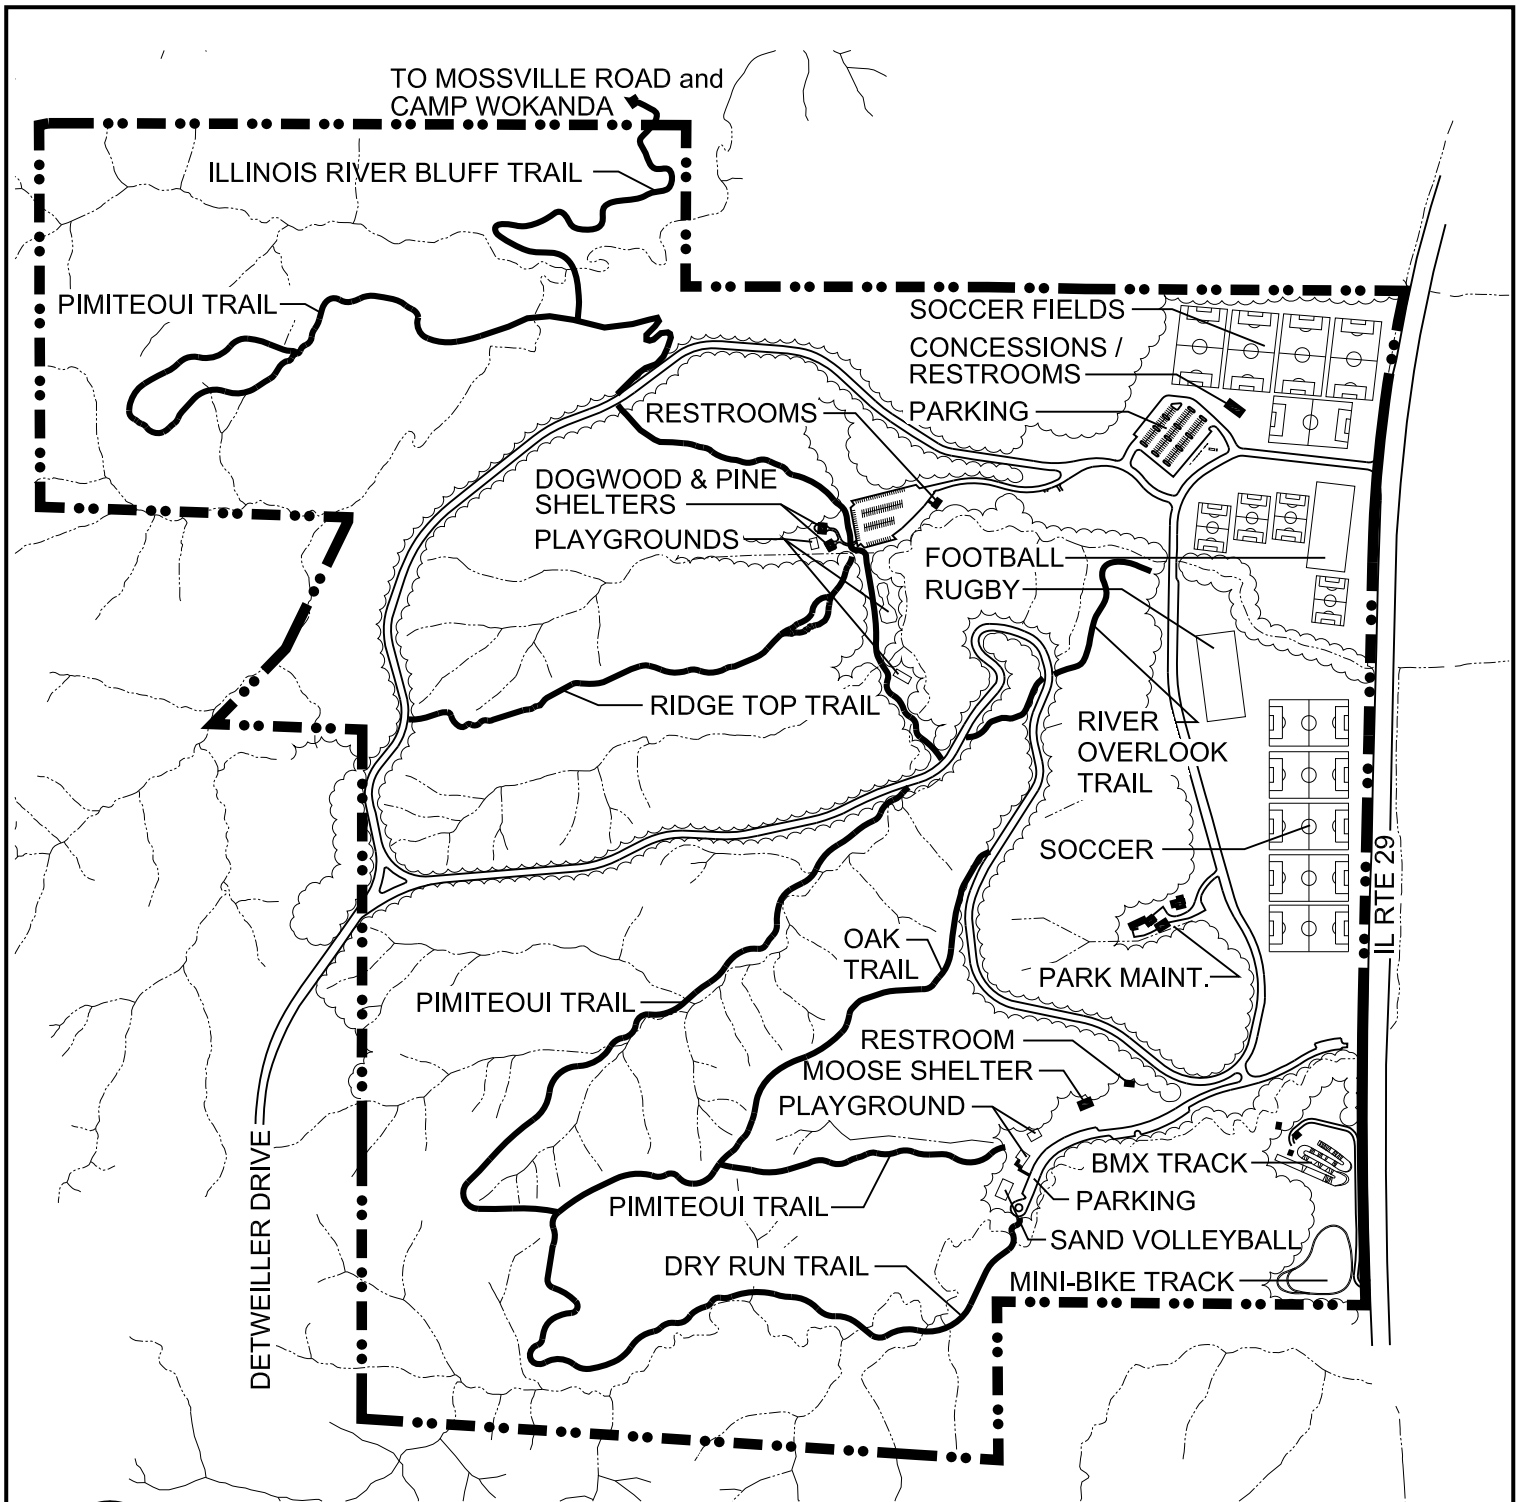 TO MOSSVILLE ROAD and
CAMP WOKANDA
ILLINOIS RIVER BLUFF TRAIL
PIMITEOUI TRAIL
SOCCER FIELDS
CONCESSIONS /
RESTROOMS
PARKING
RESTROOMS
DOGWOOD & PINE
SHELTERS
PLAYGROUNDS
FOOTBALL
RUGBY
RIDGE TOP TRAIL
RIVER
OVERLOOK
TRAIL
SOCCER
IL RTE 29
OAK
TRAIL
PARK MAINT.
PIMITEOUI TRAIL
RESTROOM
MOOSE SHELTER
PLAYGROUND
BMX TRACK
PARKING
PIMITEOUI TRAIL
SAND VOLLEYBALL
DRY RUN TRAIL
MINI-BIKE TRACK
DETWEILLER DRIVE